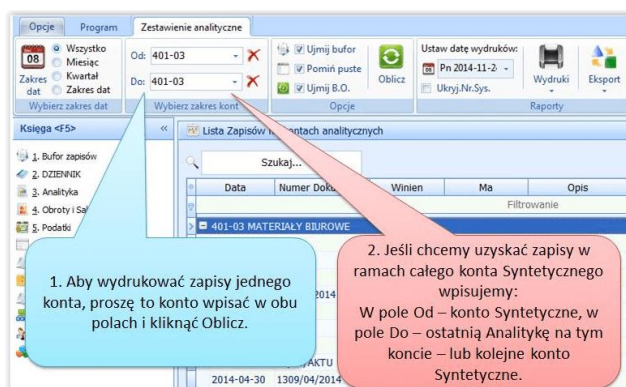 Opcje Program Zestawienie analityczne
08 Wszystko Od: 401-03 Ujmij bufor Ustaw datę wydruków:
Miesiąc Pomiń puste Pn 2014-11-2
Zakres dat Kwartał Do: 401-03 Ujmij B.O. Oblicz Ukryj.Nr.Sys. Wydruki Eksport
Zakres dat
Wybierz zakres dat Wybierz zakres kont Opcje Raporty
Księga <F5> « Lista Zapisów kontach analitycznych
1. Bufor zapisów Szukaj...
2. DZIENNIK Data Numer Winien Ma Opis
3. Analityka Filtrowanie
4. Obroty i 401-03 MATERIAŁY BIUROWE
5. Podatki
1. Aby wydrukować zapisy jednego
konta, proszę to konto wpisać w obu
polach i kliknąć Oblicz.
2. Jeśli chcemy uzyskać zapisy w
ramach całego konta Syntetycznego
wpisujemy:
W pole Od – konto Syntetyczne, w
pole Do – ostatnią Analitykę na tym
koncie – lub kolejne konto
Syntetyczne.
2014
AKTU
2014-04-30 1309/04/2014